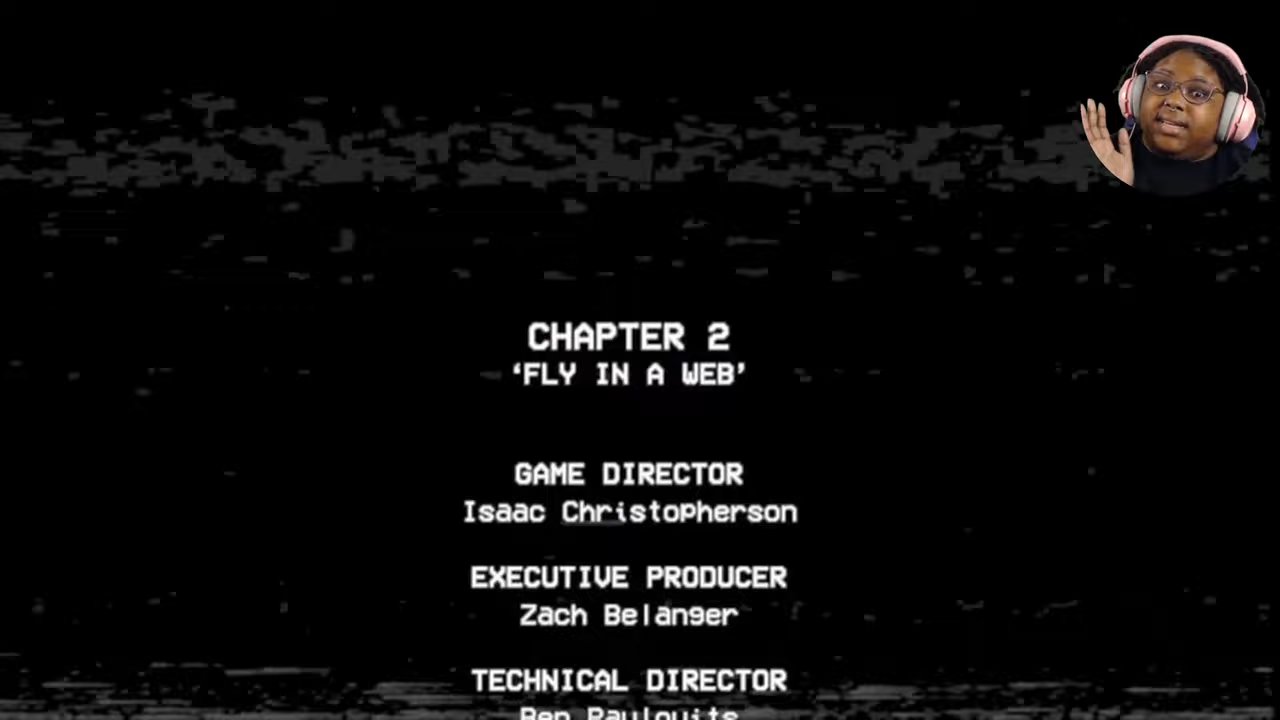 CHAPTER 2
‘FLY IN A WEB’
GAME DIRECTOR
Isaac Christopherson
EXECUTIVE PRODUCER
Zach Belanger
TECHNICAL DIRECTOR